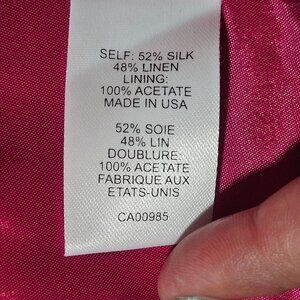 SELF: 52% SILK
48% LINEN
LINING:
100% ACETATE
MADE IN USA
52% SOIE
48% LIN
DOUBLURE:
100% ACETATE
FABRIQUE AUX
ETATS-UNIS
CA00985